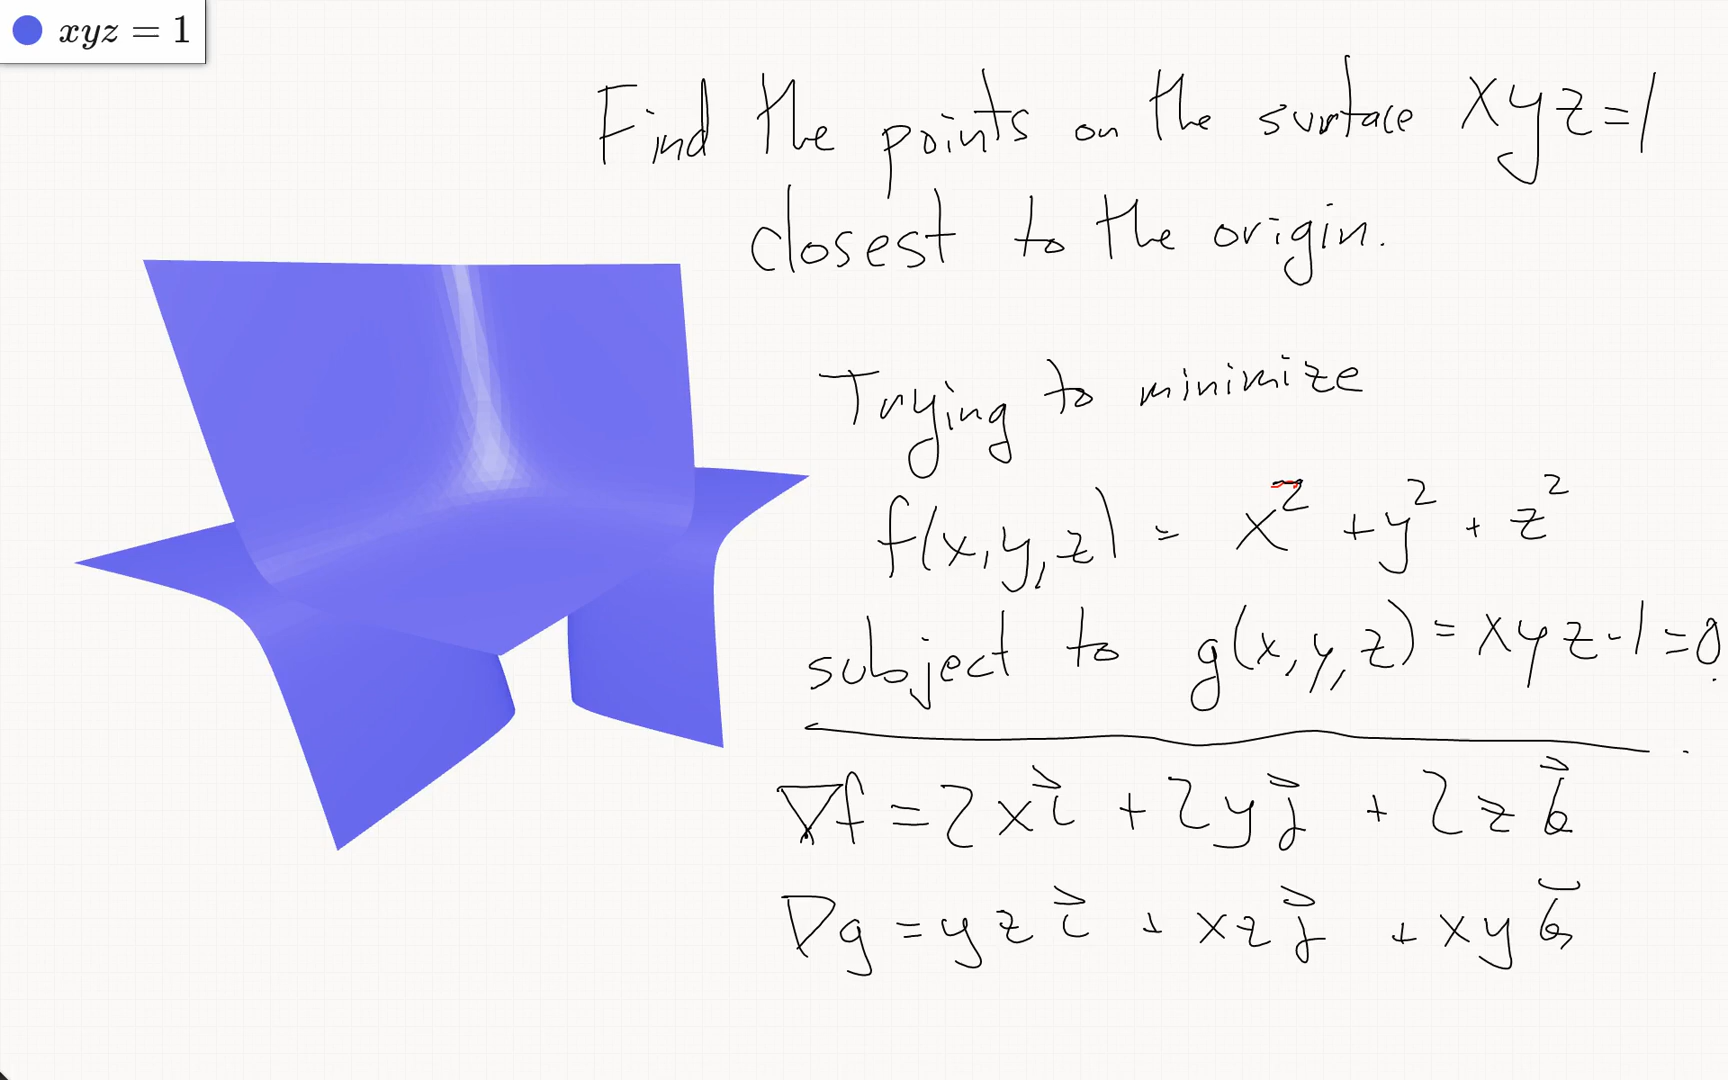 xyz = 1
Find the points on the surface xyz=1
closest to the origin.
Trying to minimize
f(x,y,z) = x² + y² + z²
subject to g(x,y,z) = xyz-1=0.
∇f = 2x i⃗ + 2y j⃗ + 2z k⃗
∇g = yz i⃗ + xz j⃗ + xy k⃗